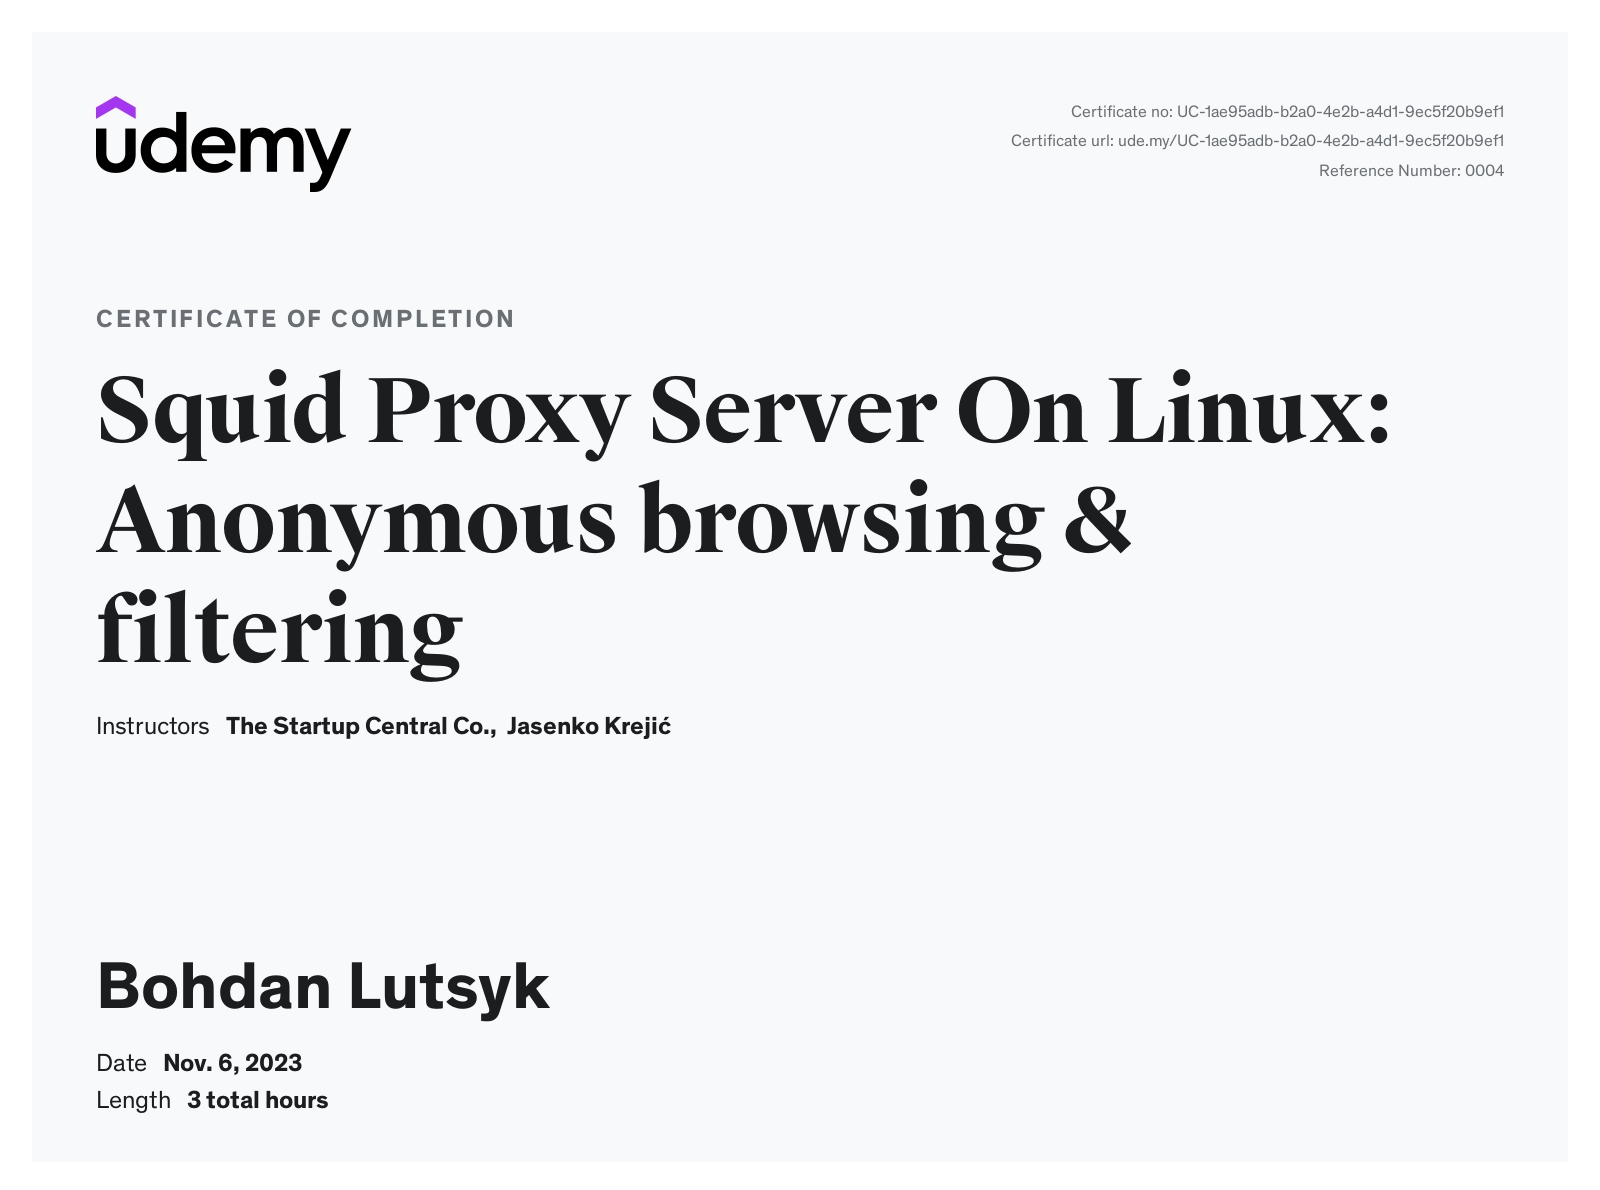 udemy
Certificate no: UC-1ae95adb-b2a0-4e2b-a4d1-9ec5f20b9ef1
Certificate url: ude.my/UC-1ae95adb-b2a0-4e2b-a4d1-9ec5f20b9ef1
Reference Number: 0004
CERTIFICATE OF COMPLETION
Squid Proxy Server On Linux:
Anonymous browsing &
filtering
Instructors The Startup Central Co., Jasenko Krejić
Bohdan Lutsyk
Date Nov. 6, 2023
Length 3 total hours